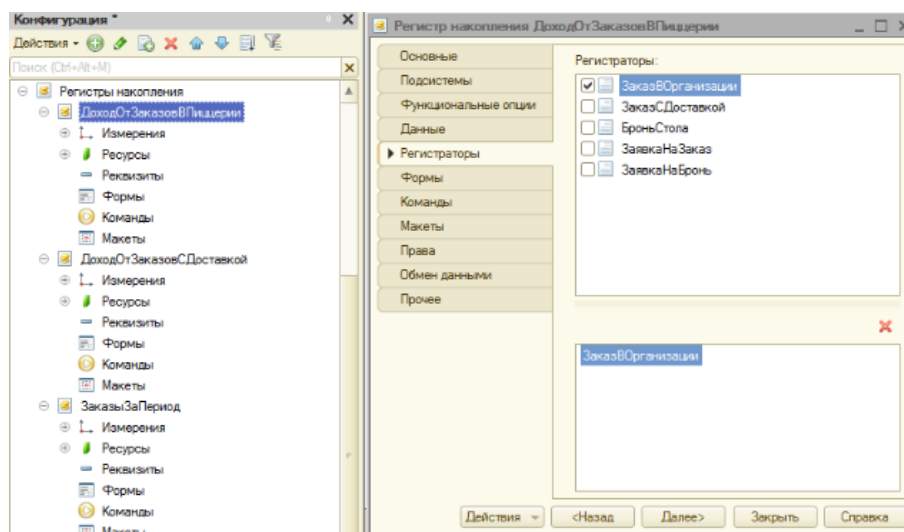 Конфигурация *
Действия
Поиск (Ctrl+Alt+M)
Регистры накопления
ДоходОтЗаказовВПиццерии
Измерения
Ресурсы
Реквизиты
Формы
Команды
Макеты
ДоходОтЗаказовСДоставкой
Измерения
Ресурсы
Реквизиты
Формы
Команды
Макеты
ЗаказыЗаПериод
Измерения
Ресурсы
Реквизиты
Формы
Команды
Макеты
Регистр накопления ДоходОтЗаказовВПиццерии
Основные
Подсистемы
Функциональные опции
Данные
Регистраторы
Формы
Команды
Макеты
Права
Обмен данными
Прочее
Регистраторы:
ЗаказВОрганизации
ЗаказСДоставкой
БроньСтола
ЗаявкаНаЗаказ
ЗаявкаНаБронь
ЗаказВОрганизации
Действия
<Назад
Далее>
Закрыть
Справка